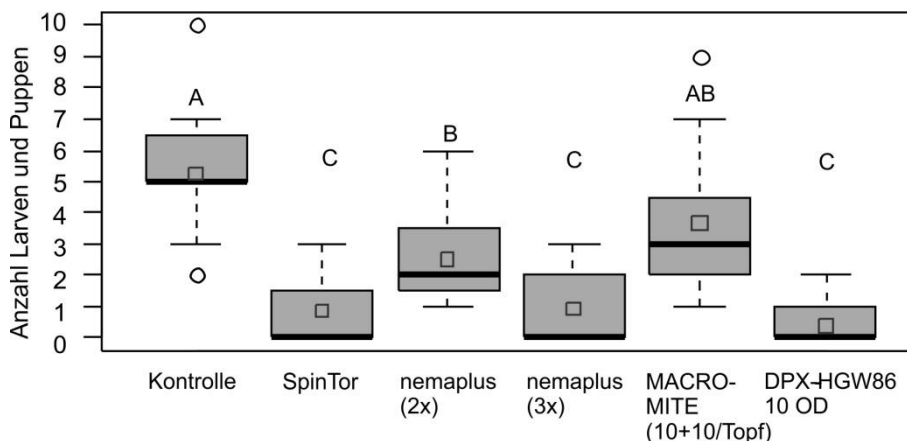 Anzahl Larven und Puppen
10
9
8
7
6
5
4
3
2
1
0
A
C
B
C
AB
C
Kontrolle
SpinTor
nemaplus
(2x)
nemaplus
(3x)
MACRO-
MITE
(10+10/Topf)
DPX-HGW86
10 OD